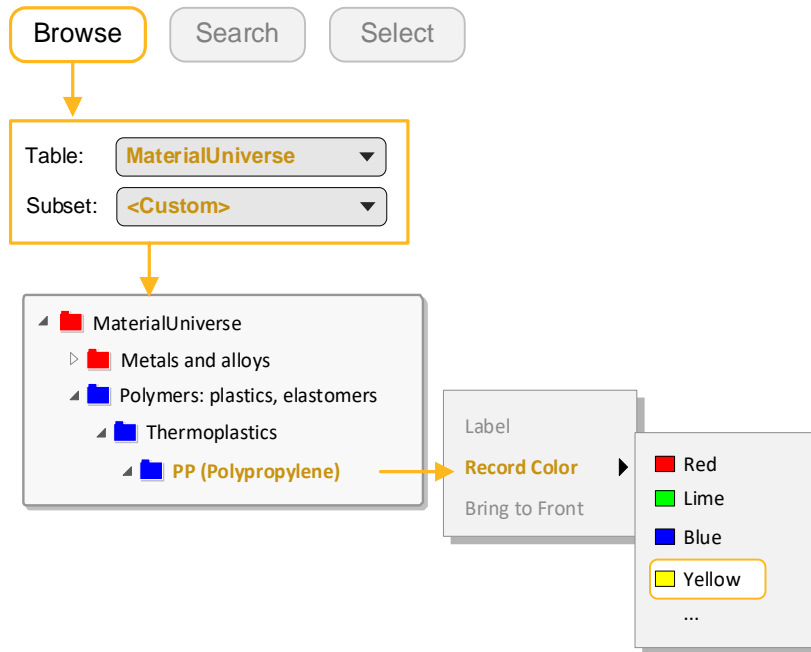 Browse Search Select
Table: MaterialUniverse
Subset: <Custom>
MaterialUniverse
Metals and alloys
Polymers: plastics, elastomers
Thermoplastics
PP (Polypropylene)
Label
Record Color
Bring to Front
Red
Lime
Blue
Yellow
...